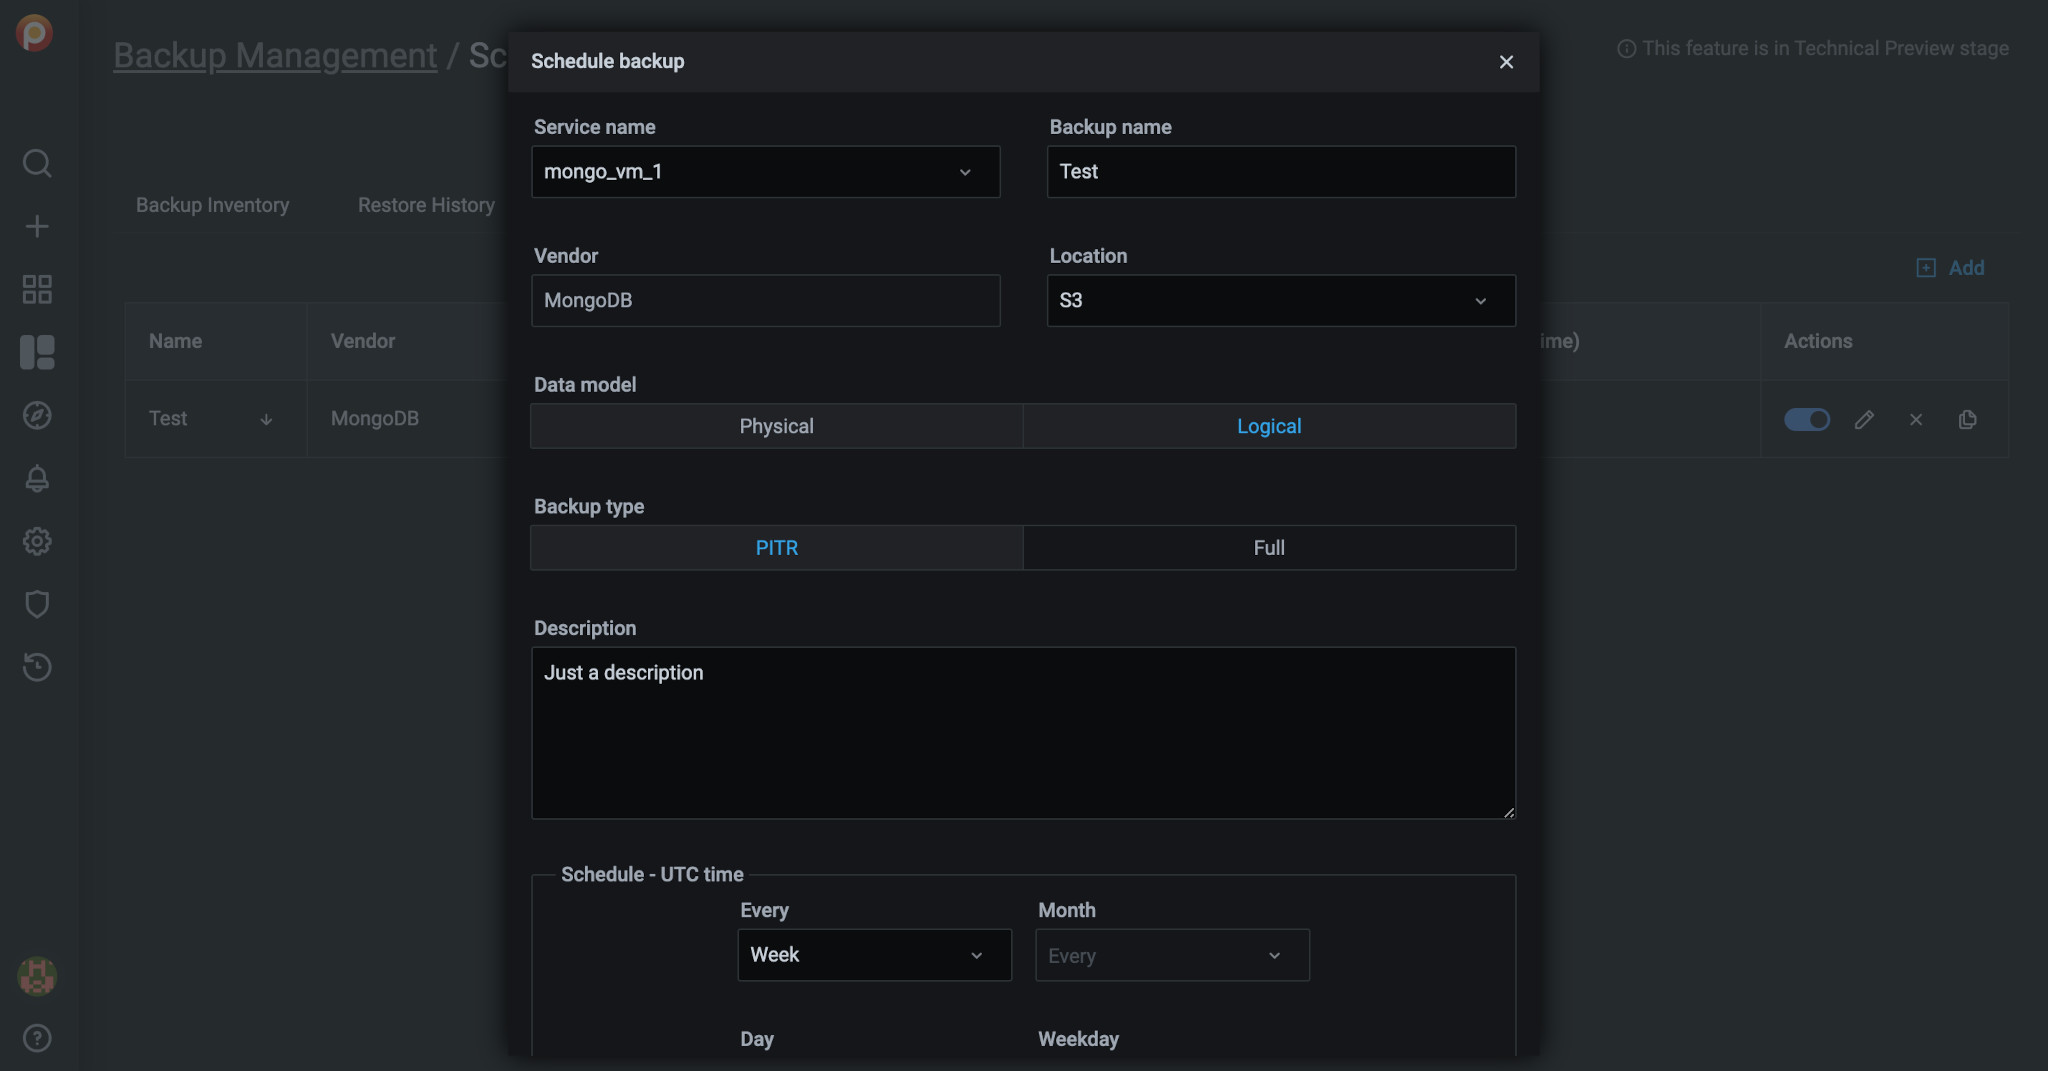 Backup Management / Sc
This feature is in Technical Preview stage
Backup Inventory Restore History
Add
Name Vendor ime) Actions
Test MongoDB
Schedule backup
Service name Backup name
mongo_vm_1 Test
Vendor Location
MongoDB S3
Data model
Physical Logical
Backup type
PITR Full
Description
Just a description
Schedule - UTC time
Every Month
Week Every
Day Weekday